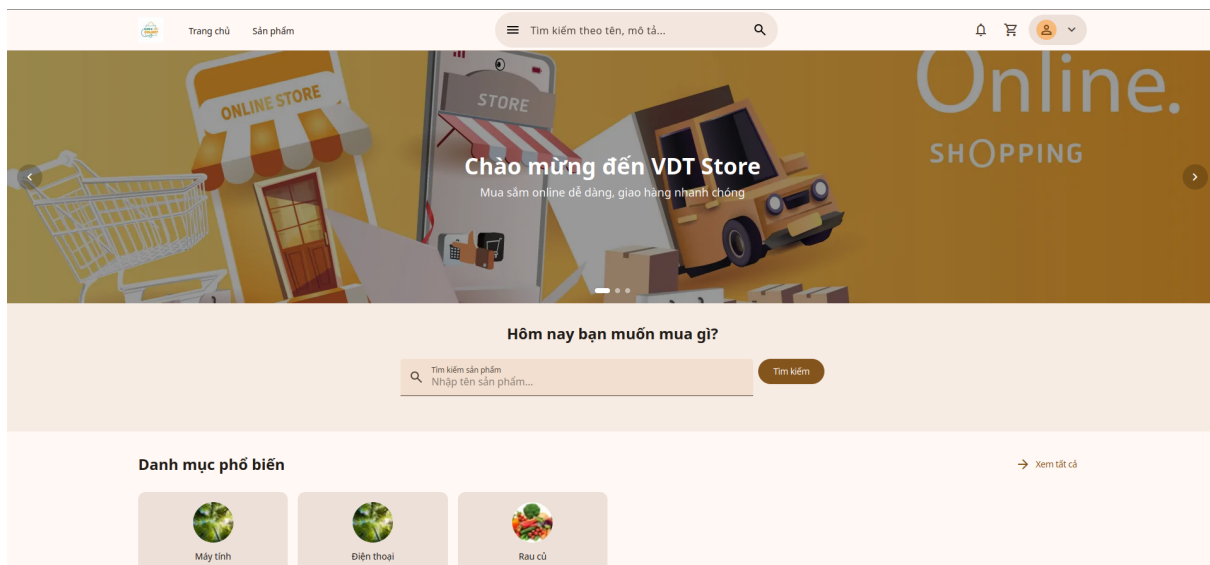 Trang chủ
Sản phẩm
Tìm kiếm theo tên, mô tả...
ONLINE STORE
STORE
Online.
SHOPPING
Chào mừng đến VDT Store
Mua sắm online dễ dàng, giao hàng nhanh chóng
Hôm nay bạn muốn mua gì?
Tìm kiếm sản phẩm
Nhập tên sản phẩm...
Tìm kiếm
Danh mục phổ biến
Xem tất cả
Máy tính
Điện thoại
Rau củ